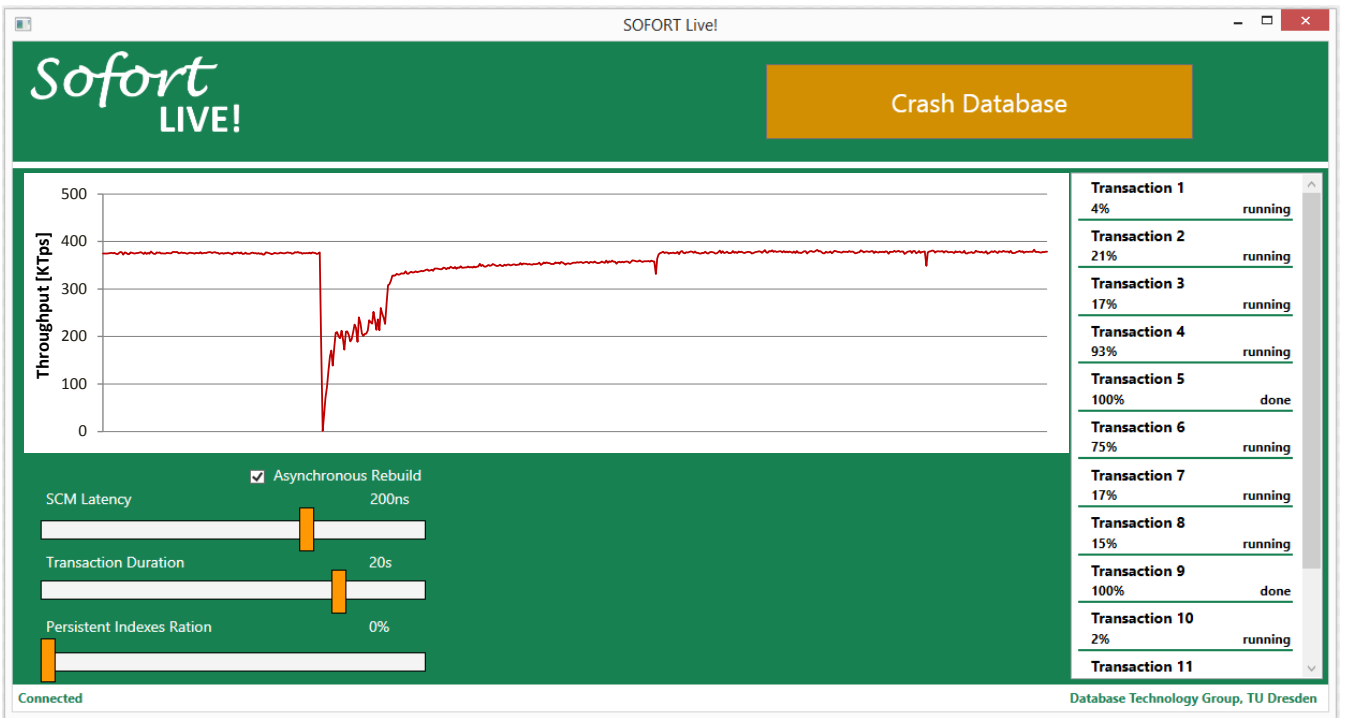 SOFORT Live!
Sofort
LIVE!
Crash Database
500
400
300
200
100
0
Throughput [KTps]
Transaction 1
4% running
Transaction 2
21% running
Transaction 3
17% running
Transaction 4
93% running
Transaction 5
100% done
Transaction 6
75% running
Transaction 7
17% running
Transaction 8
15% running
Transaction 9
100% done
Transaction 10
2% running
Transaction 11
Asynchronous Rebuild
SCM Latency 200ns
Transaction Duration 20s
Persistent Indexes Ration 0%
Connected
Database Technology Group, TU Dresden